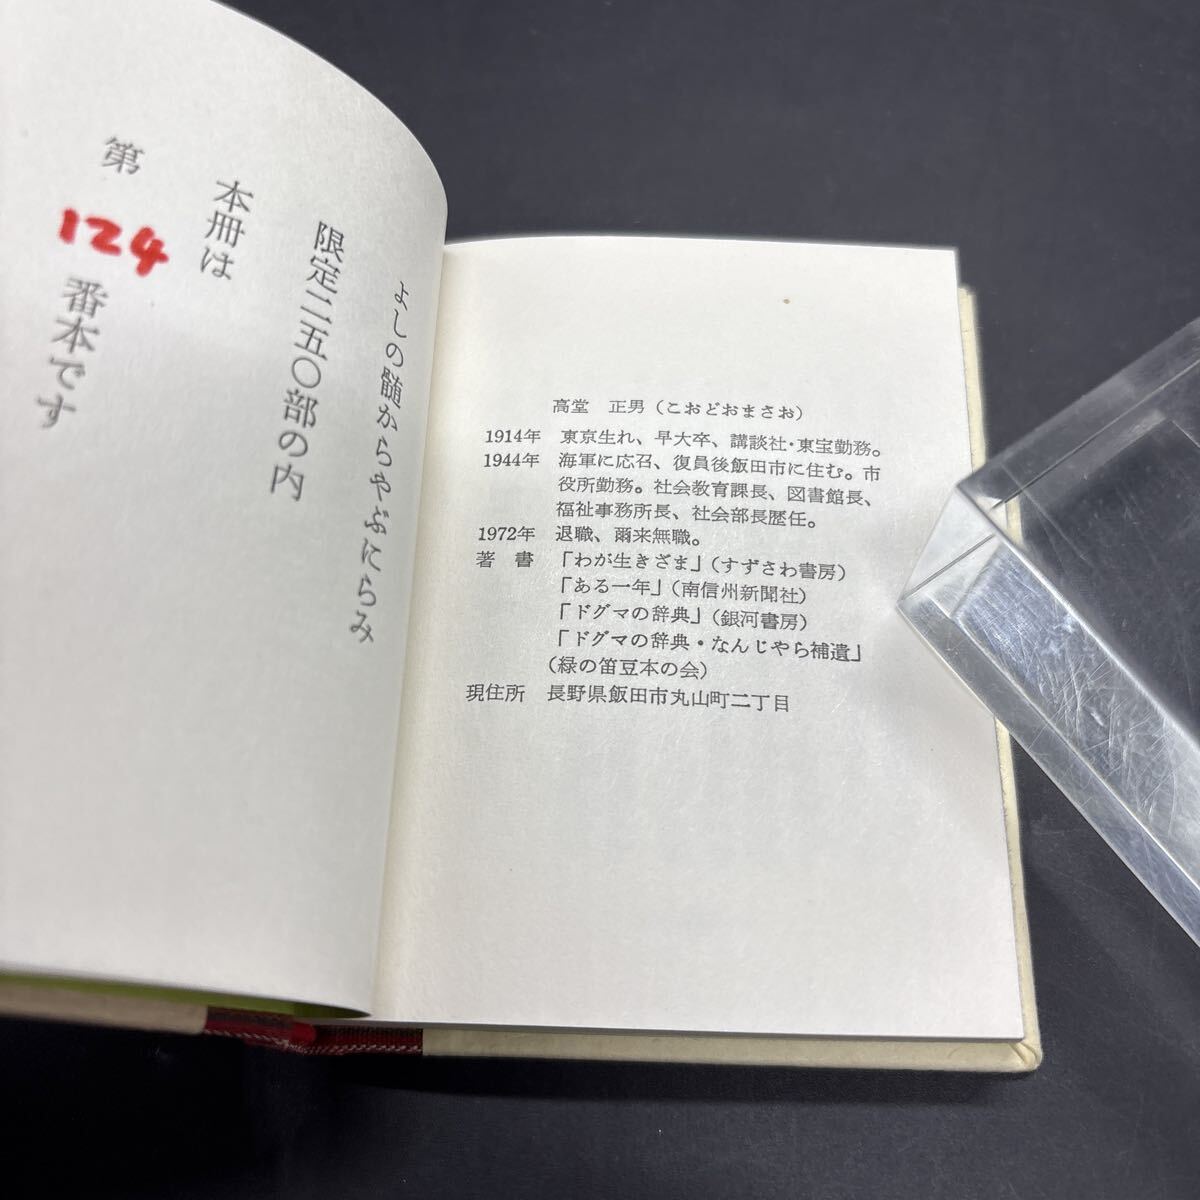 よしの髄からやぶにらみ
限定二五〇部の内
本冊は
第 124 番本です
高堂 正男（こおどおまさお）
1914年 東京生れ、早大卒、講談社・東宝勤務。
1944年 海軍に応召、復員後飯田市に住む。市
役所勤務。社会教育課長、図書館長、
福祉事務所長、社会部長歴任。
1972年 退職、爾来無職。
著 書 「わが生きざま」（すずさわ書房）
「ある一年」（南信州新聞社）
「ドグマの辞典」（銀河書房）
「ドグマの辞典・なんじやら補遺」
（緑の笛豆本の会）
現住所 長野県飯田市丸山町二丁目